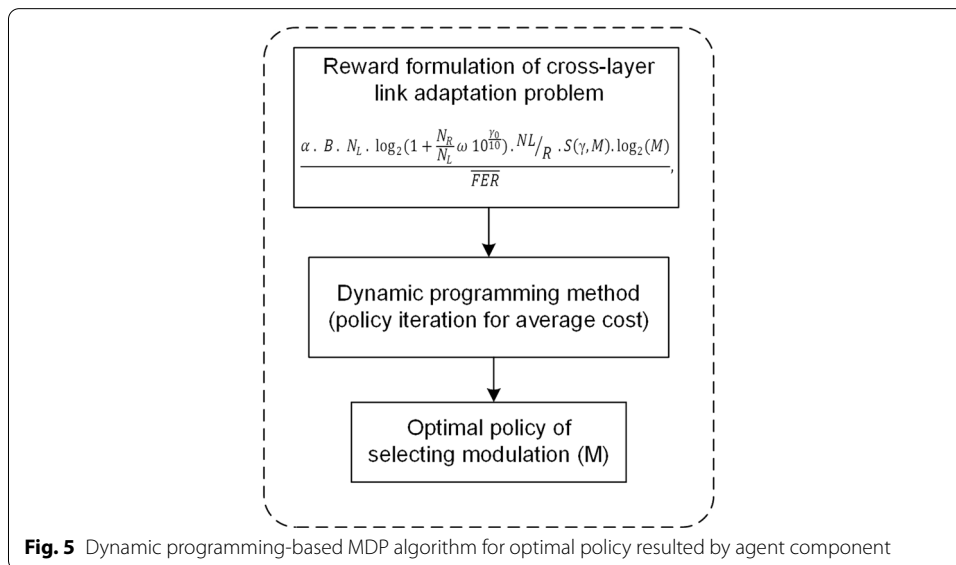 Reward formulation of cross-layer
link adaptation problem
α . B . N_L . log₂(1 + N_R/N_L ω 10^(γ₀/10)) . NL/R . S(γ, M). log₂(M)
F̅E̅R̅ ,
Dynamic programming method
(policy iteration for average cost)
Optimal policy of
selecting modulation (M)
Fig. 5 Dynamic programming-based MDP algorithm for optimal policy resulted by agent component